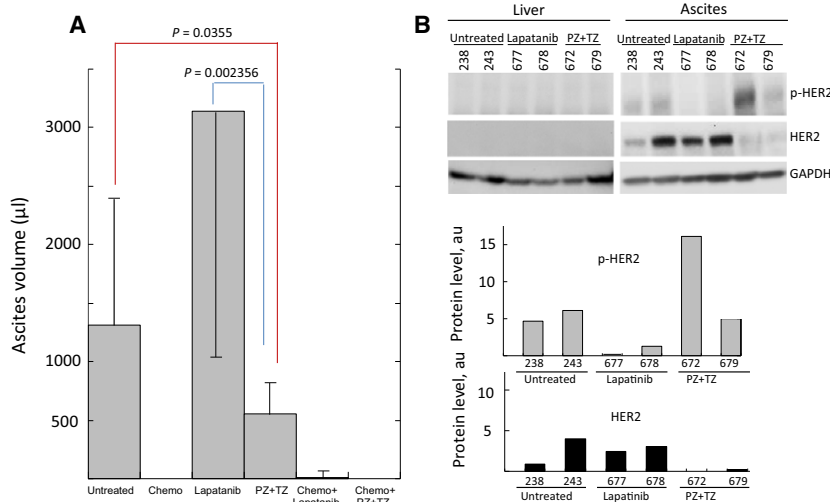 A
P = 0.0355
P = 0.002356
3000
2000
1000
500
Ascites volume (µl)
Untreated Chemo Lapatanib PZ+TZ Chemo+ Lapatanib Chemo+ PZ+TZ
B
Liver Ascites
Untreated Lapatanib PZ+TZ Untreated Lapatanib PZ+TZ
238 243 677 678 672 679 238 243 677 678 672 679
p-HER2
HER2
GAPDH
Protein level, au
15
10
5
p-HER2
238 243 677 678 672 679
Untreated Lapatinib PZ+TZ
Protein level, au
10
5
HER2
238 243 677 678 672 679
Untreated Lapatinib PZ+TZ